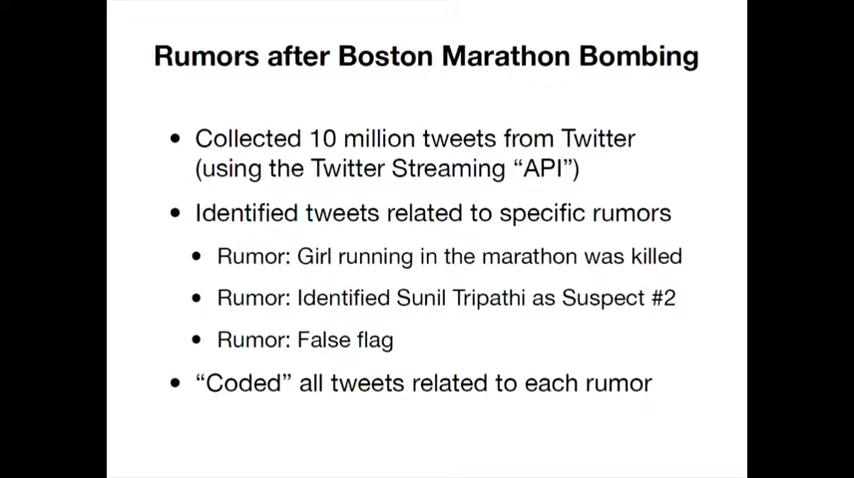 Rumors after Boston Marathon Bombing
• Collected 10 million tweets from Twitter
(using the Twitter Streaming “API”)
• Identified tweets related to specific rumors
• Rumor: Girl running in the marathon was killed
• Rumor: Identified Sunil Tripathi as Suspect #2
• Rumor: False flag
• “Coded” all tweets related to each rumor